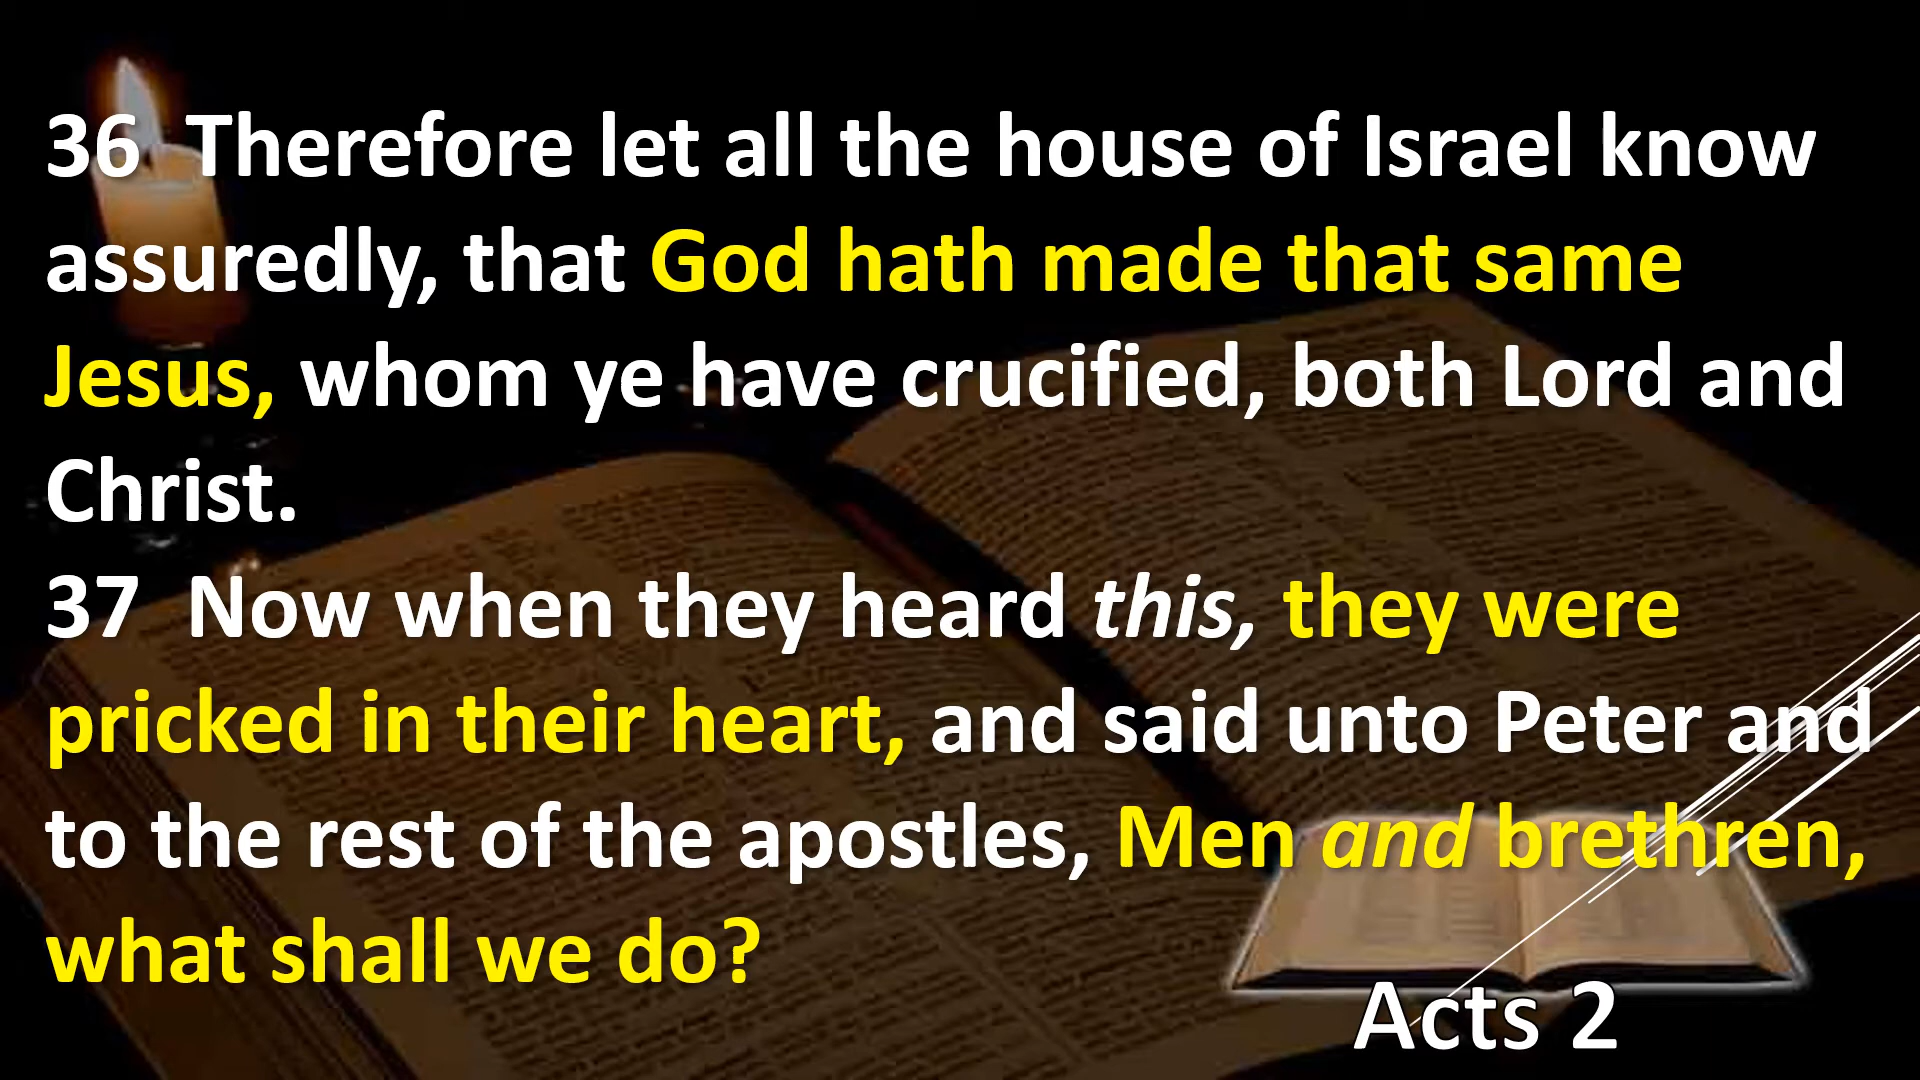 36  Therefore let all the house of Israel know
assuredly, that God hath made that same
Jesus, whom ye have crucified, both Lord and
Christ.
37  Now when they heard this, they were
pricked in their heart, and said unto Peter and
to the rest of the apostles, Men and brethren,
what shall we do?
Acts 2